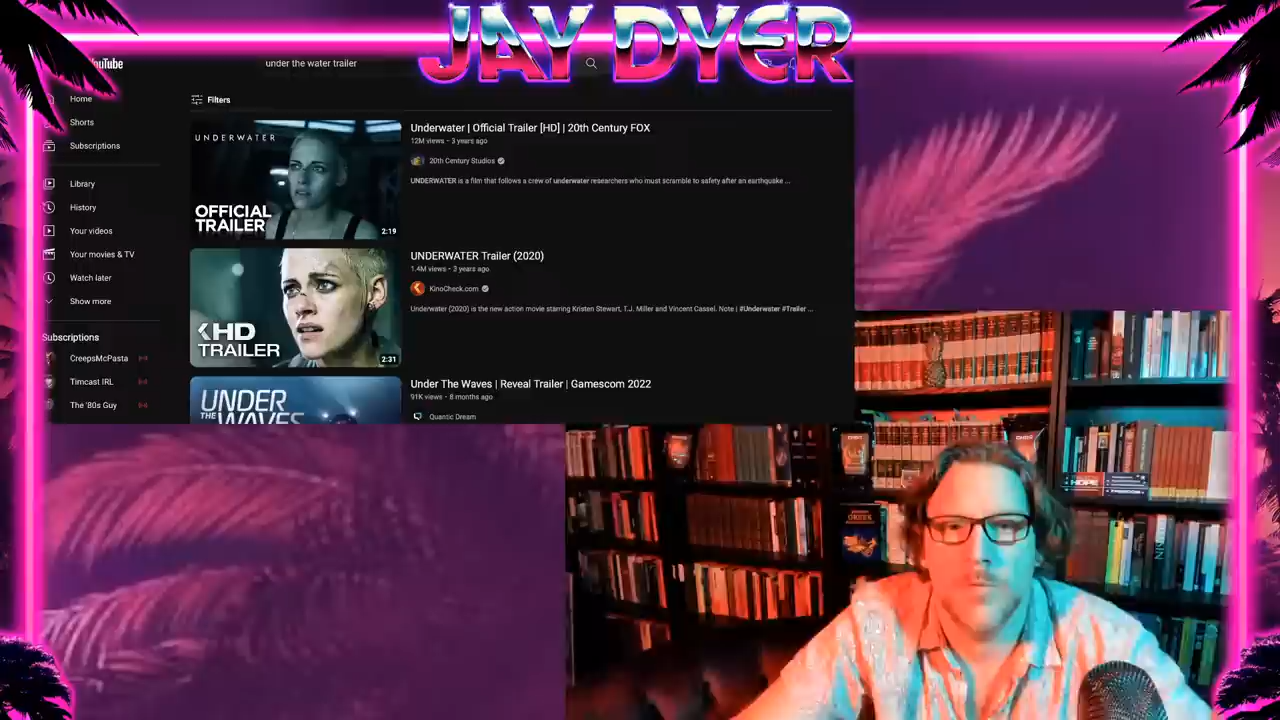 JAY DYER
YouTube
under the water trailer
Home
Shorts
Subscriptions
Library
History
Your videos
Your movies & TV
Watch later
Show more
Subscriptions
CreepsMcPasta
Timcast IRL
The '80s Guy
Filters
UNDERWATER
OFFICIAL
TRAILER
2:19
Underwater | Official Trailer [HD] | 20th Century FOX
12M views • 3 years ago
20th Century Studios
UNDERWATER is a film that follows a crew of underwater researchers who must scramble to safety after an earthquake ...
HD
TRAILER
2:31
UNDERWATER Trailer (2020)
1.4M views • 3 years ago
KinoCheck.com
Underwater (2020) is the new action movie starring Kristen Stewart, T.J. Miller and Vincent Cassel. Note | #Underwater #Trailer ...
UNDER
THE WAVES
Under The Waves | Reveal Trailer | Gamescom 2022
91K views • 8 months ago
Quantic Dream